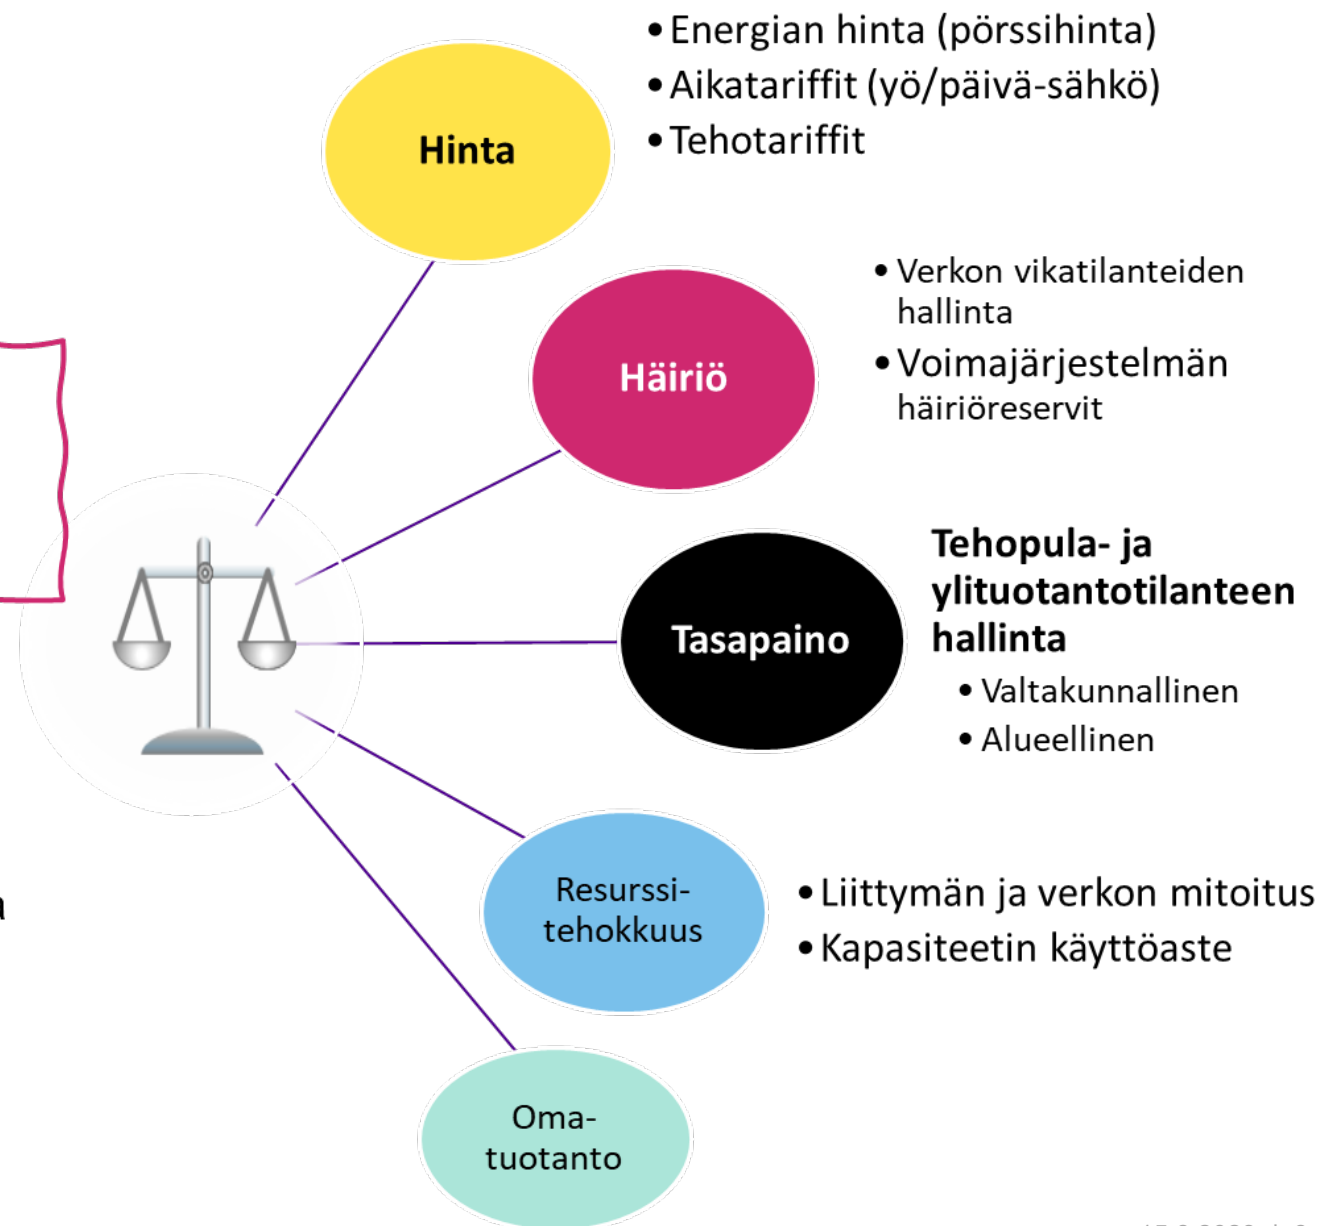 • Energian hinta (pörssihinta)
• Aikatariffit (yö/päivä-sähkö)
• Tehotariffit
Hinta
• Verkon vikatilanteiden
hallinta
• Voimajärjestelmän
häiriöreservit
Häiriö
Tehopula- ja
ylituotantotilanteen
hallinta
• Valtakunnallinen
• Alueellinen
Tasapaino
Resurssi-
tehokkuus
• Liittymän ja verkon mitoitus
• Kapasiteetin käyttöaste
Oma-
tuotanto